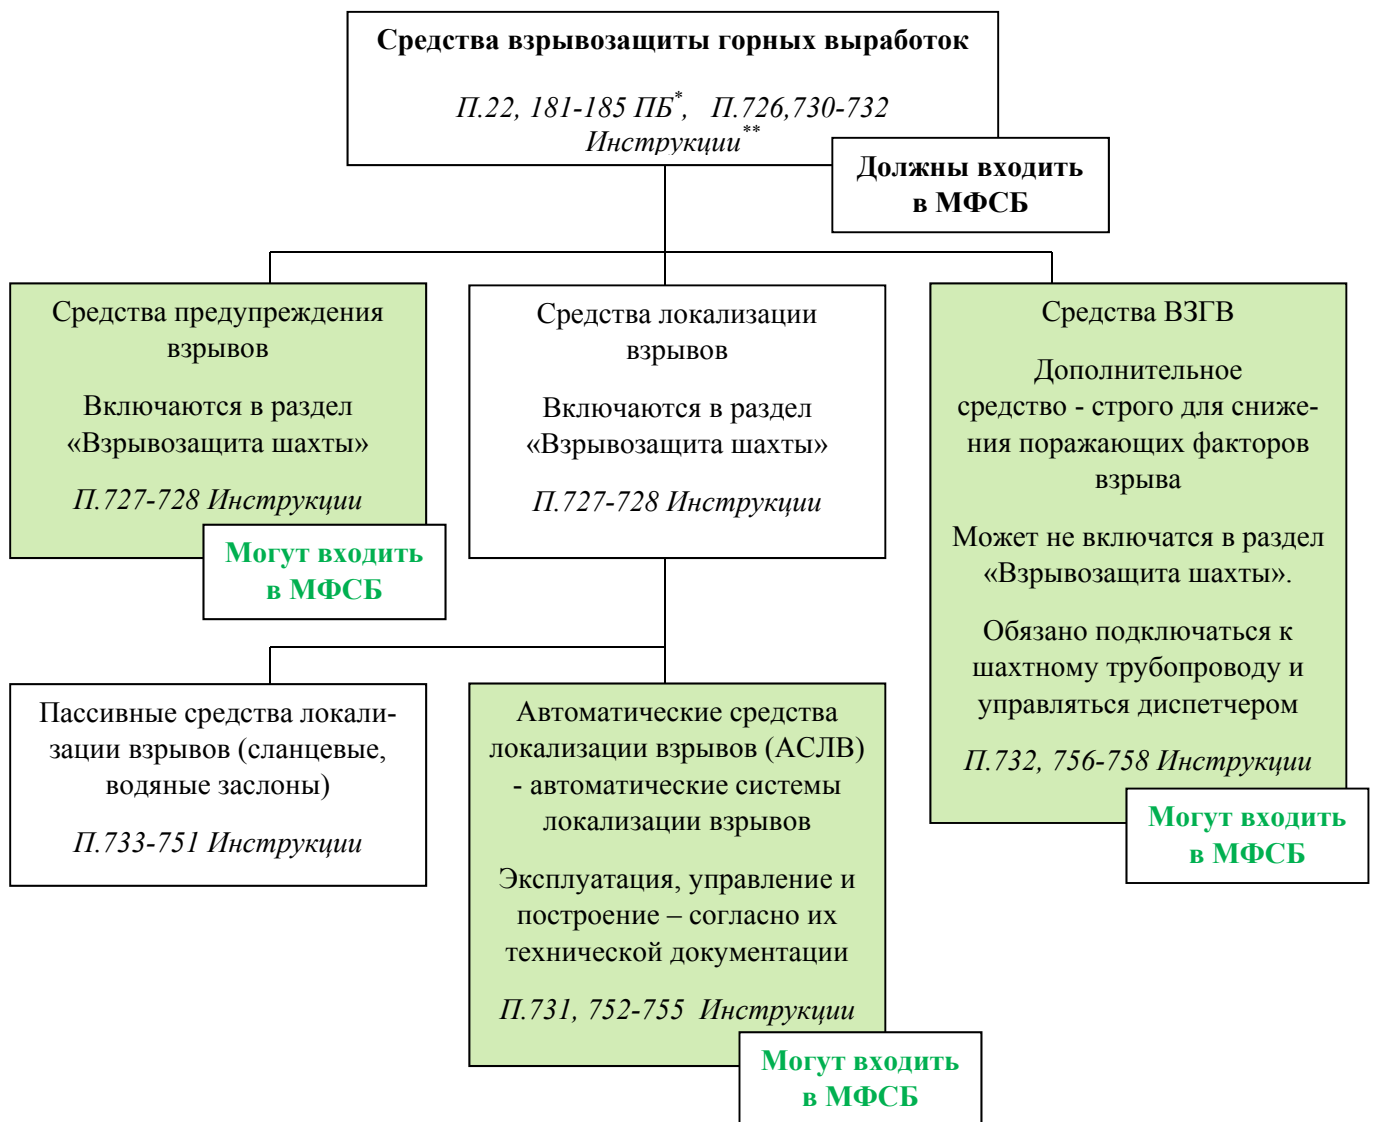 Средства взрывозащиты горных выработок
П.22, 181-185 ПБ*, П.726,730-732
Инструкции**
Должны входить
в МФСБ
Средства предупреждения
взрывов
Включаются в раздел
«Взрывозащита шахты»
П.727-728 Инструкции
Могут входить
в МФСБ
Средства локализации
взрывов
Включаются в раздел
«Взрывозащита шахты»
П.727-728 Инструкции
Средства ВЗГВ
Дополнительное
средство - строго для сниже-
ния поражающих факторов
взрыва
Может не включатся в раздел
«Взрывозащита шахты».
Обязано подключаться к
шахтному трубопроводу и
управляться диспетчером
П.732, 756-758 Инструкции
Могут входить
в МФСБ
Пассивные средства локали-
зации взрывов (сланцевые,
водяные заслоны)
П.733-751 Инструкции
Автоматические средства
локализации взрывов (АСЛВ)
- автоматические системы
локализации взрывов
Эксплуатация, управление и
построение – согласно их
технической документации
П.731, 752-755 Инструкции
Могут входить
в МФСБ